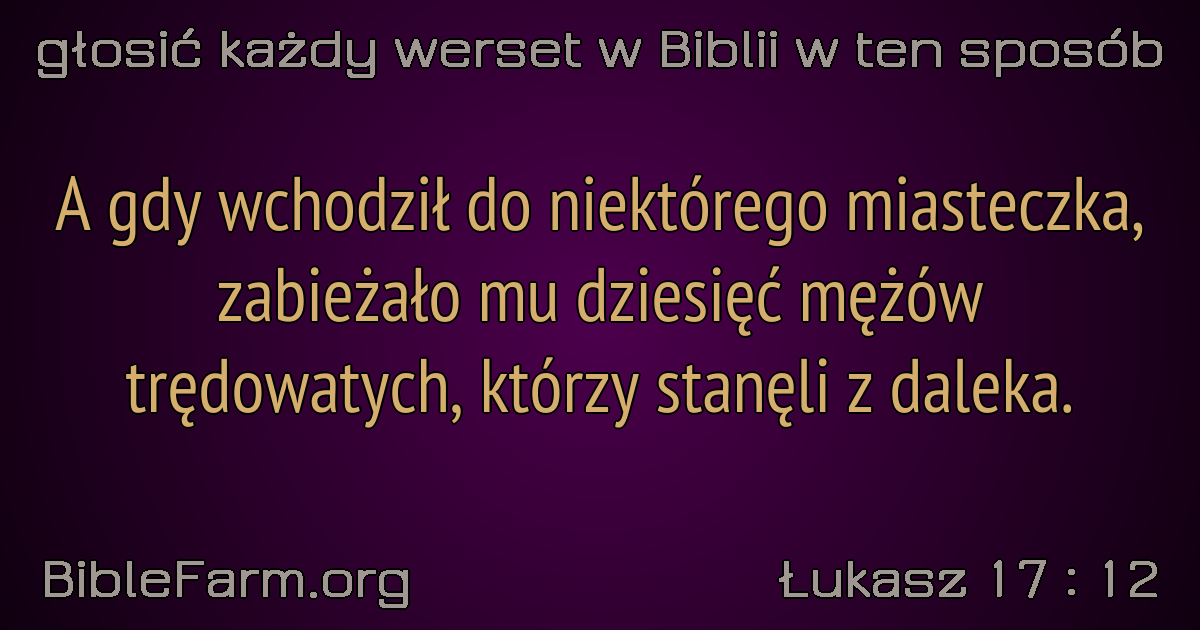 głosić każdy werset w Biblii w ten sposób
A gdy wchodził do niektórego miasteczka,
zabieżało mu dziesięć mężów
trędowatych, którzy stanęli z daleka.
BibleFarm.org
Łukasz 17 : 12